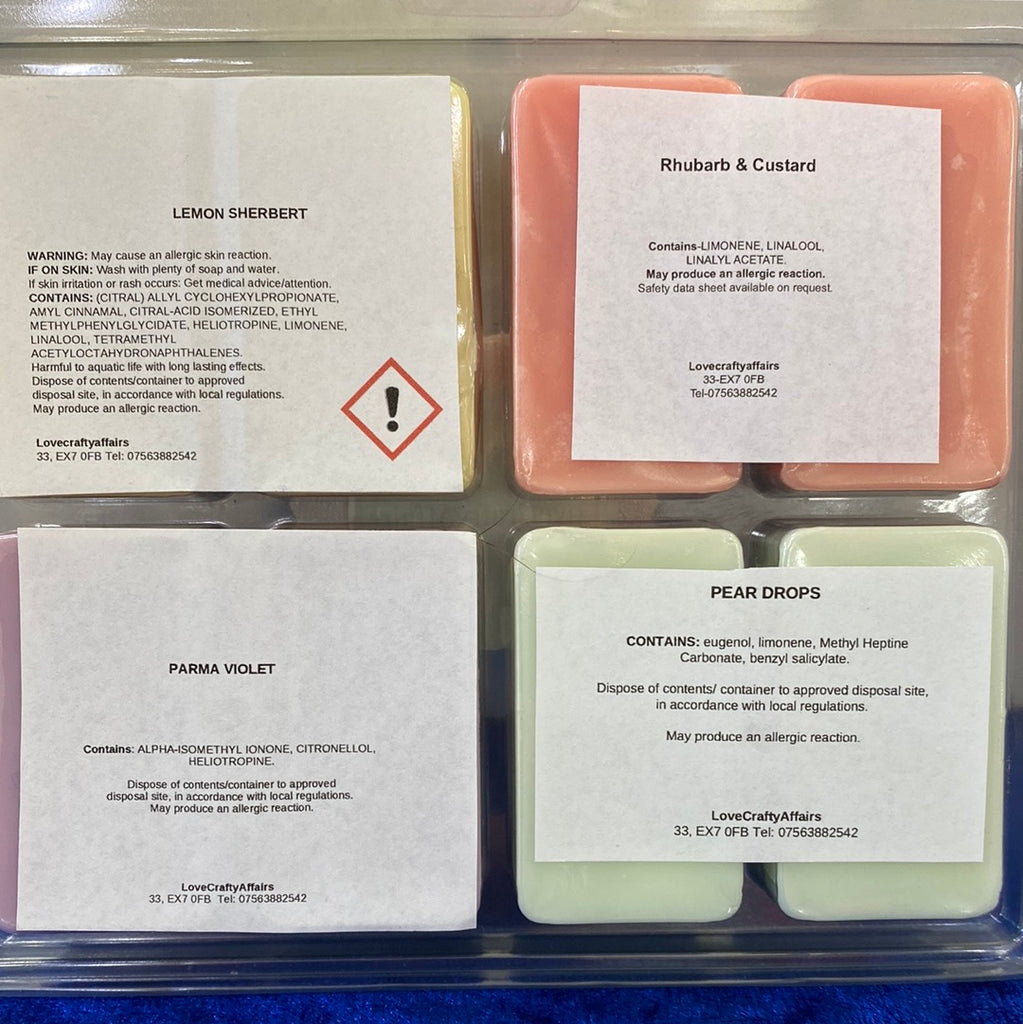 LEMON SHERBERT
WARNING: May cause an allergic skin reaction.
IF ON SKIN: Wash with plenty of soap and water.
If skin irritation or rash occurs: Get medical advice/attention.
CONTAINS: (CITRAL) ALLYL CYCLOHEXYLPROPIONATE,
AMYL CINNAMAL, CITRAL-ACID ISOMERIZED, ETHYL
METHYLPHENYLGLYCIDATE, HELIOTROPINE, LIMONENE,
LINALOOL, TETRAMETHYL
ACETYLOCTAHYDRONAPHTHALENES.
Harmful to aquatic life with long lasting effects.
Dispose of contents/container to approved
disposal site, in accordance with local regulations.
May produce an allergic reaction.
Lovecraftyaffairs
33, EX7 0FB Tel: 07563882542
Rhubarb & Custard
Contains-LIMONENE, LINALOOL,
LINALYL ACETATE.
May produce an allergic reaction.
Safety data sheet available on request.
Lovecraftyaffairs
33-EX7 0FB
Tel-07563882542
PARMA VIOLET
Contains: ALPHA-ISOMETHYL IONONE, CITRONELLOL,
HELIOTROPINE.
Dispose of contents/container to approved
disposal site, in accordance with local regulations.
May produce an allergic reaction.
LoveCraftyAffairs
33, EX7 0FB Tel: 07563882542
PEAR DROPS
CONTAINS: eugenol, limonene, Methyl Heptine
Carbonate, benzyl salicylate.
Dispose of contents/ container to approved disposal site,
in accordance with local regulations.
May produce an allergic reaction.
LoveCraftyAffairs
33, EX7 0FB Tel: 07563882542